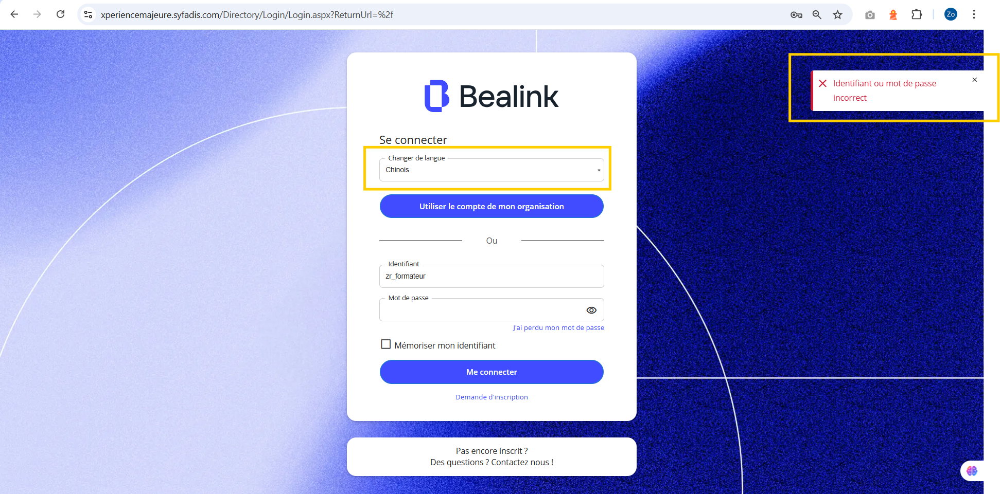 xperiencemajeure.syfadis.com/Directory/Login/Login.aspx?ReturnUrl=%2f
Zo
Bealink
Identifiant ou mot de passe
incorrect
Se connecter
Changer de langue
Chinois
Utiliser le compte de mon organisation
Ou
Identifiant
zr_formateur
Mot de passe
J'ai perdu mon mot de passe
Mémoriser mon identifiant
Me connecter
Demande d'inscription
Pas encore inscrit ?
Des questions ? Contactez nous !